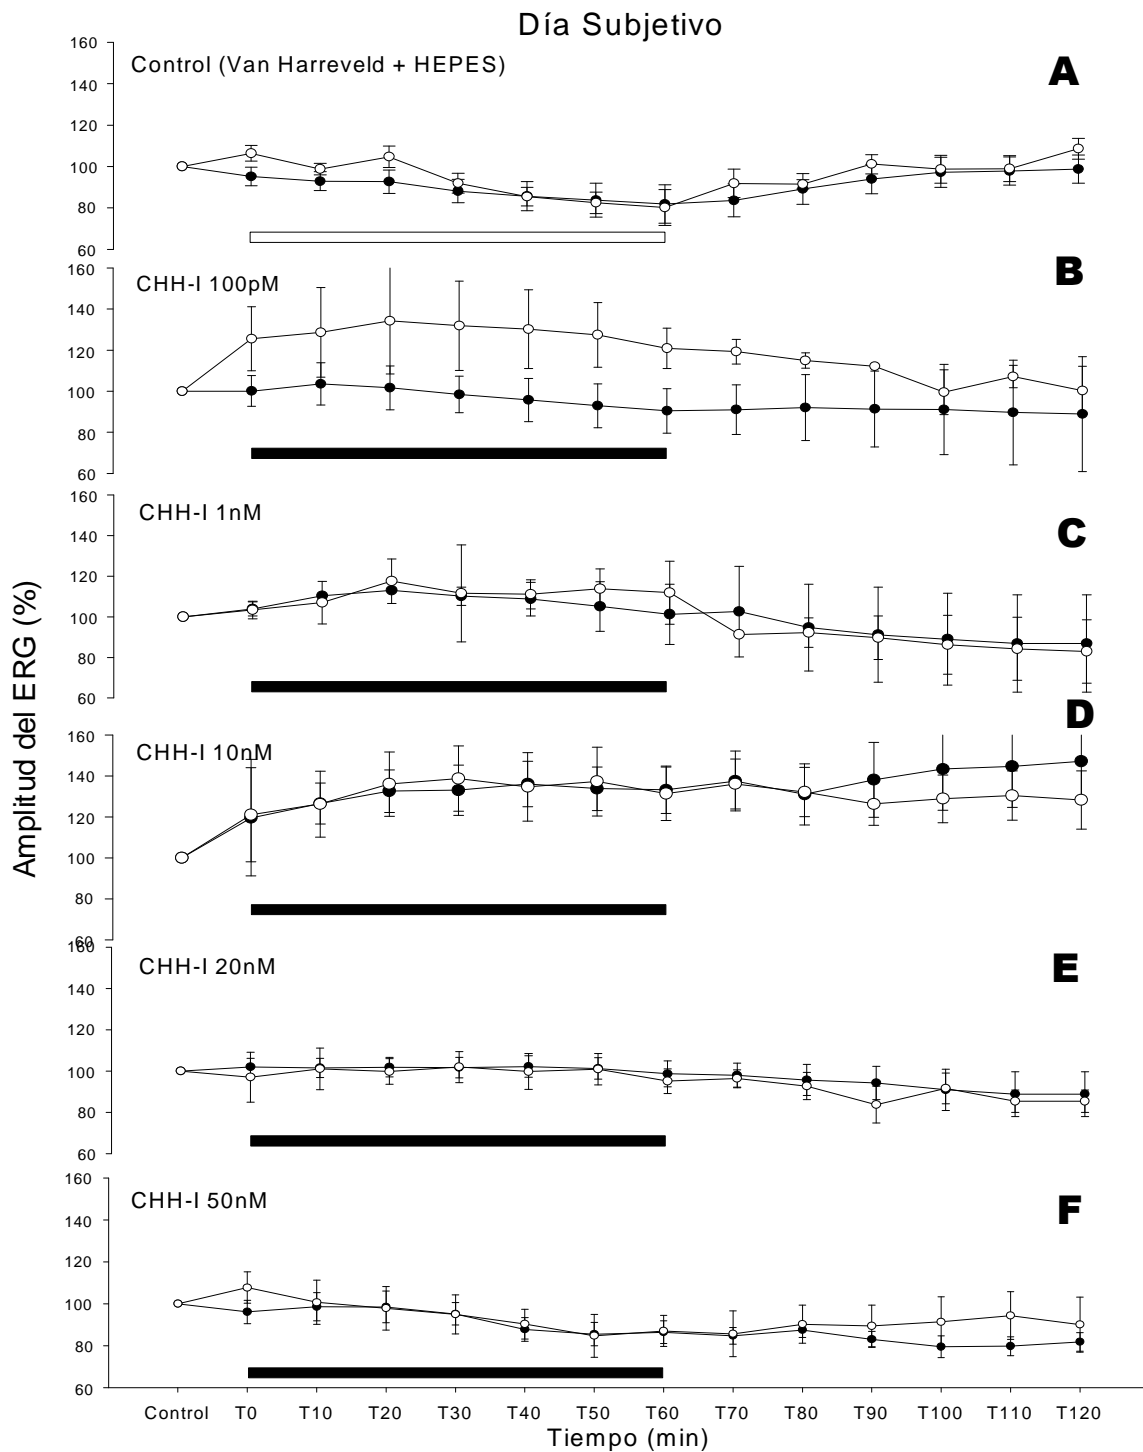 Día Subjetivo
160
Control (Van Harreveld + HEPES)
A
140
120
100
80
60
160
CHH-I 100pM
B
140
120
100
80
60
160
CHH-I 1nM
C
140
120
100
80
60
160
CHH-I 10nM
D
140
120
100
80
60
160
CHH-I 20nM
E
140
120
100
80
60
160
CHH-I 50nM
F
140
120
100
80
60
Amplitud del ERG (%)
Control T0 T10 T20 T30 T40 T50 T60 T70 T80 T90 T100 T110 T120
Tiempo (min)